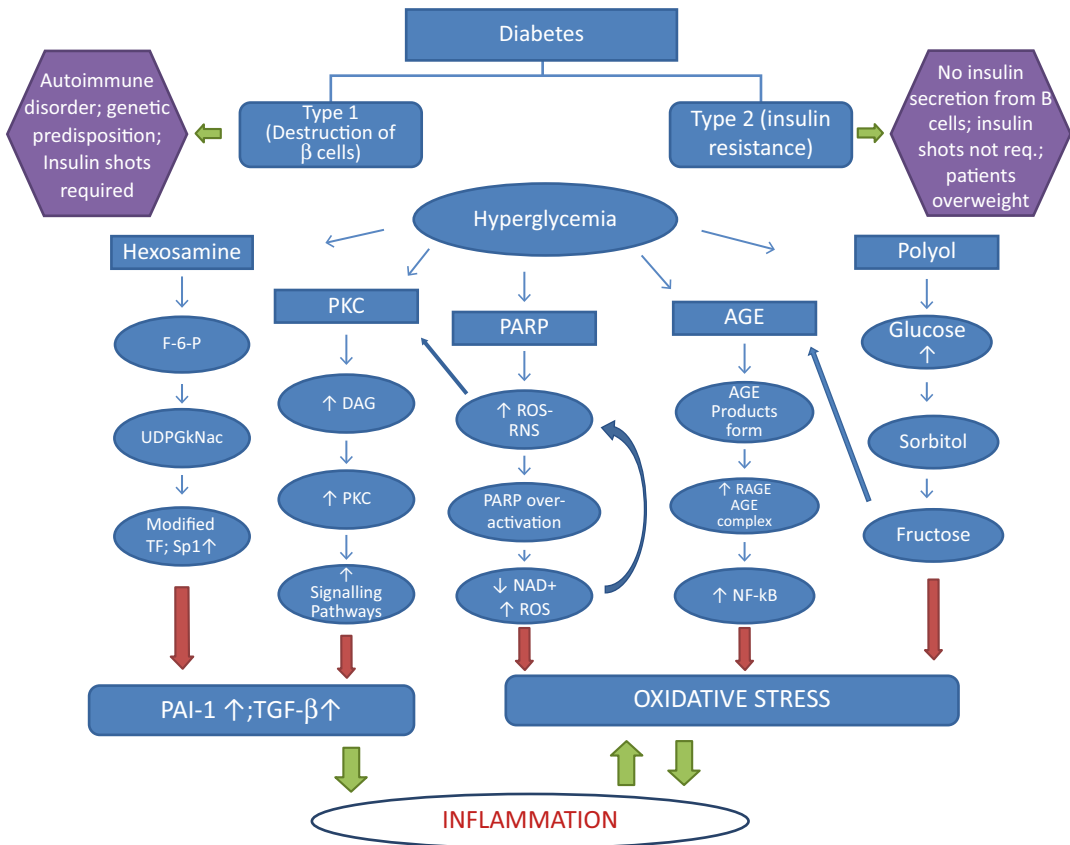 Diabetes
Autoimmune
disorder; genetic
predisposition;
Insulin shots
required
Type 1
(Destruction of
β cells)
Type 2 (insulin
resistance)
No insulin
secretion from B
cells; insulin
shots not req.;
patients
overweight
Hyperglycemia
Hexosamine
F-6-P
UDPGkNac
Modified
TF; Sp1↑
PKC
↑ DAG
↑ PKC
↑
Signalling
Pathways
PARP
↑ ROS-
RNS
PARP over-
activation
↓ NAD+
↑ ROS
AGE
AGE
Products
form
↑ RAGE
AGE
complex
↑ NF-kB
Polyol
Glucose
↑
Sorbitol
Fructose
PAI-1 ↑;TGF-β↑
OXIDATIVE STRESS
INFLAMMATION